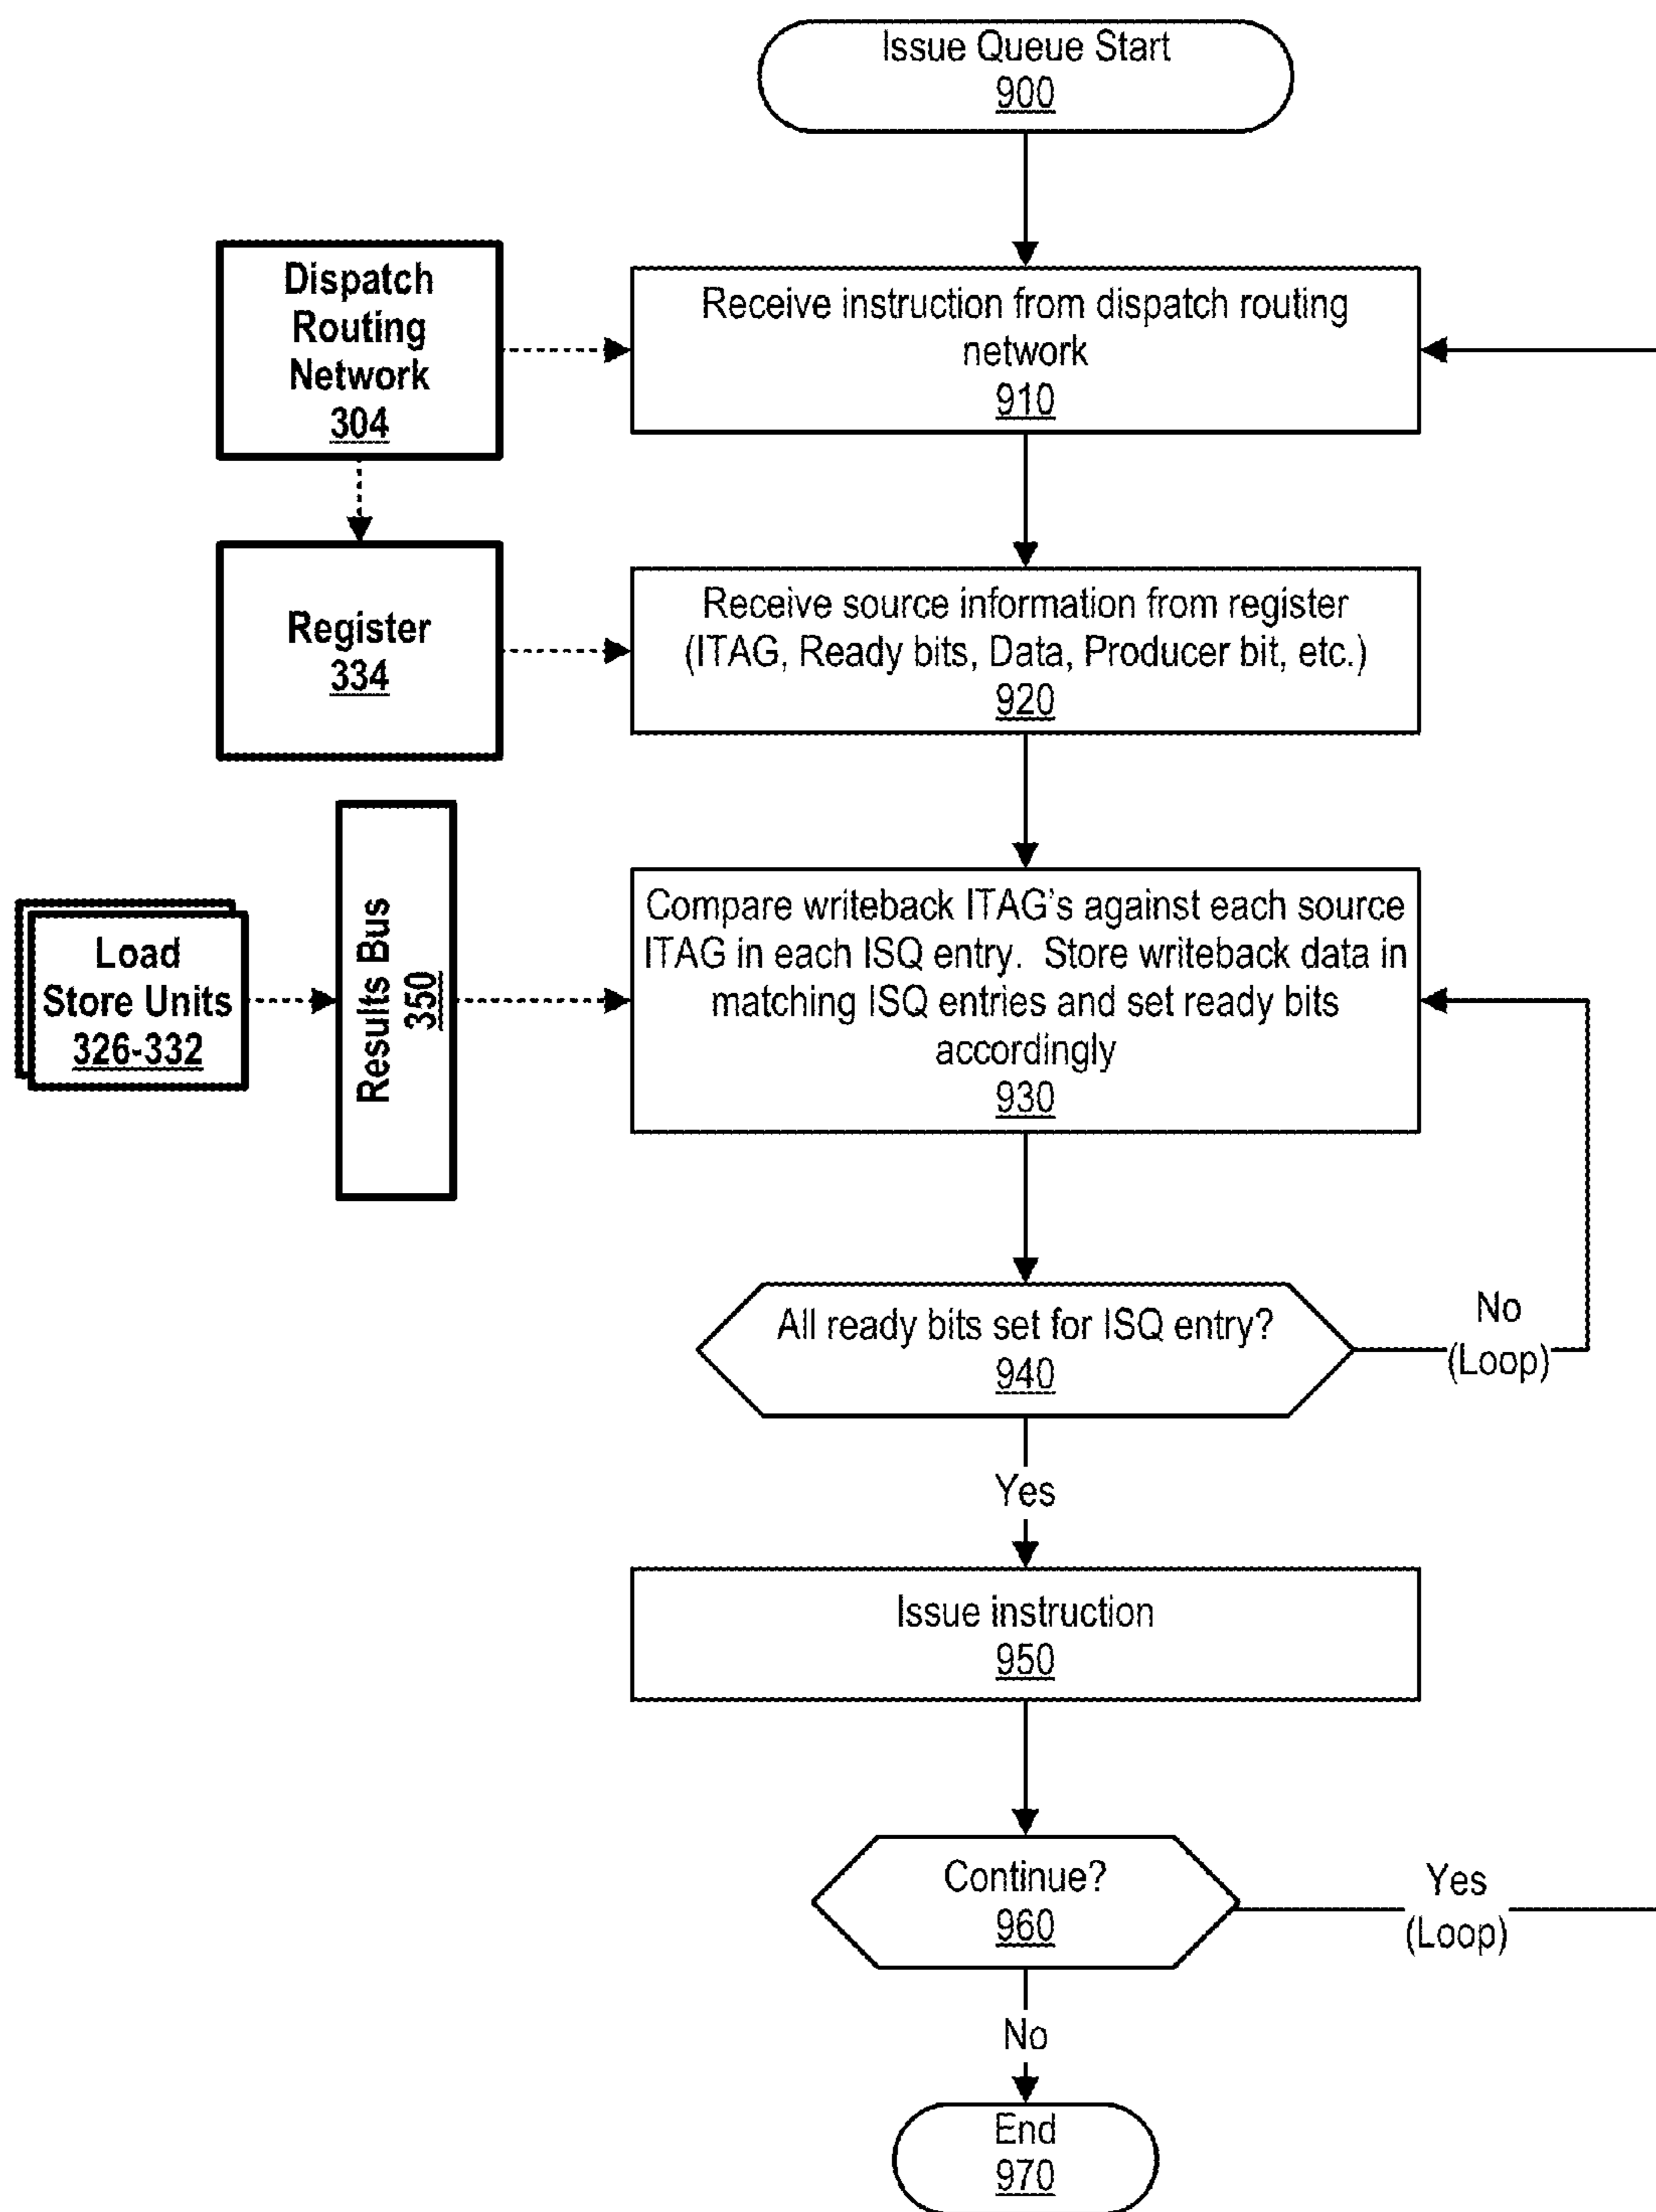 Issue Queue Start
900
Dispatch
Routing
Network
304
Receive instruction from dispatch routing
network
910
Register
334
Receive source information from register
(ITAG, Ready bits, Data, Producer bit, etc.)
920
Load
Store Units
326-332
Results Bus
350
Compare writeback ITAG's against each source
ITAG in each ISQ entry. Store writeback data in
matching ISQ entries and set ready bits
accordingly
930
All ready bits set for ISQ entry?
940
No
(Loop)
Yes
Issue instruction
950
Continue?
960
Yes
(Loop)
No
End
970